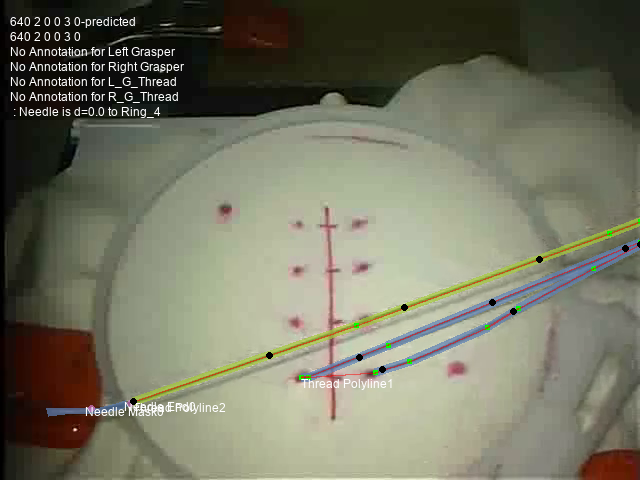 640 2 0 0 3 0-predicted
640 2 0 0 3 0
No Annotation for Left Grasper
No Annotation for Right Grasper
No Annotation for L_G_Thread
No Annotation for R_G_Thread
: Needle is d=0.0 to Ring_4
Thread Polyline1
Polyline2
Needle Mask0